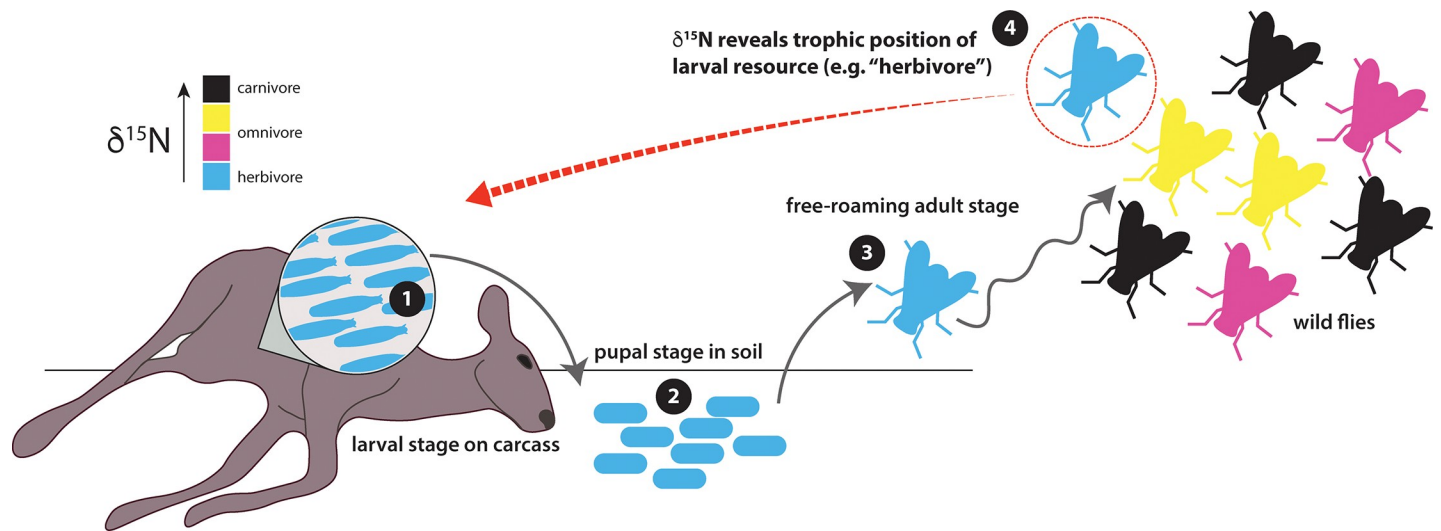 δ¹⁵N
carnivore
omnivore
herbivore
δ¹⁵N reveals trophic position of
larval resource (e.g. “herbivore”)
4
free-roaming adult stage
3
1
pupal stage in soil
2
larval stage on carcass
wild flies